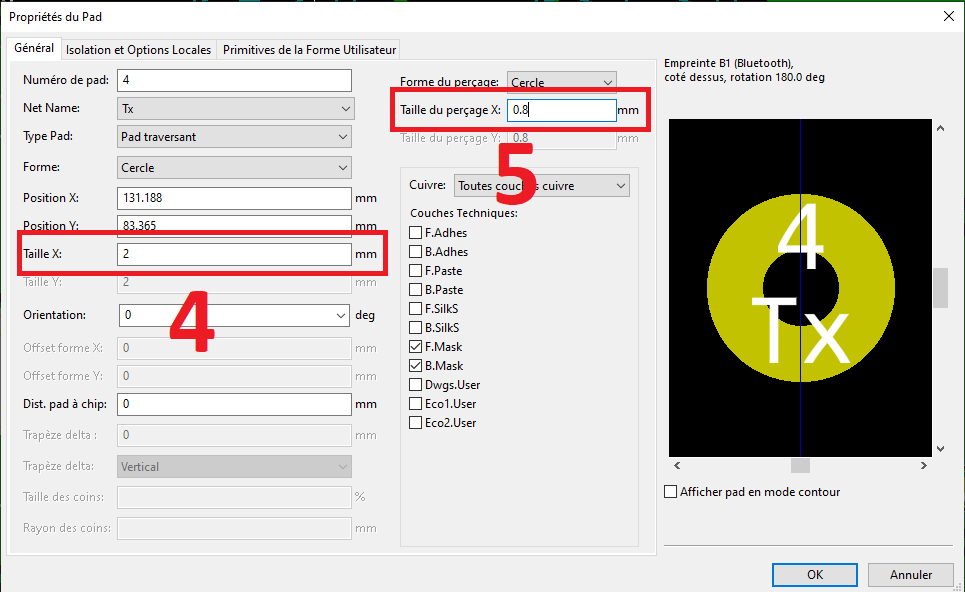 Propriétés du Pad
Général
Isolation et Options Locales
Primitives de la Forme Utilisateur
Numéro de pad:
4
Net Name:
Tx
Type Pad:
Pad traversant
Forme:
Cercle
Position X:
131.188
mm
Position Y:
83.365
mm
Taille X:
2
mm
Taille Y:
2
mm
4
Orientation:
0
deg
Offset forme X:
0
mm
Offset forme Y:
0
mm
Dist. pad à chip:
0
mm
Trapèze delta :
0
mm
Trapèze delta:
Vertical
Taille des coins:
%
Rayon des coins:
mm
Forme du perçage:
Cercle
Taille du perçage X:
0.8
mm
Taille du perçage Y:
0.8
mm
5
Cuivre:
Toutes couches cuivre
Couches Techniques:
F.Adhes
B.Adhes
F.Paste
B.Paste
F.SilkS
B.SilkS
F.Mask
B.Mask
Dwgs.User
Eco1.User
Eco2.User
Empreinte B1 (Bluetooth),
coté dessus, rotation 180.0 deg
4
Tx
Afficher pad en mode contour
OK
Annuler